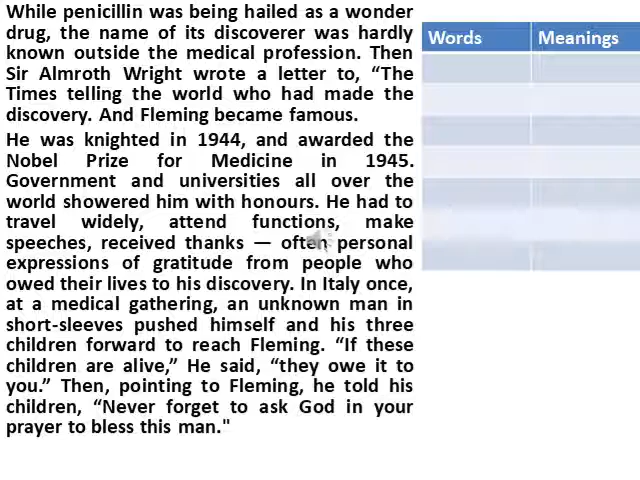 While penicillin was being hailed as a wonder
drug, the name of its discoverer was hardly
known outside the medical profession. Then
Sir Almroth Wright wrote a letter to, “The
Times telling the world who had made the
discovery. And Fleming became famous.
He was knighted in 1944, and awarded the
Nobel Prize for Medicine in 1945.
Government and universities all over the
world showered him with honours. He had to
travel widely, attend functions, make
speeches, received thanks — often personal
expressions of gratitude from people who
owed their lives to his discovery. In Italy once,
at a medical gathering, an unknown man in
short-sleeves pushed himself and his three
children forward to reach Fleming. “If these
children are alive,” He said, “they owe it to
you.” Then, pointing to Fleming, he told his
children, “Never forget to ask God in your
prayer to bless this man."
Words Meanings